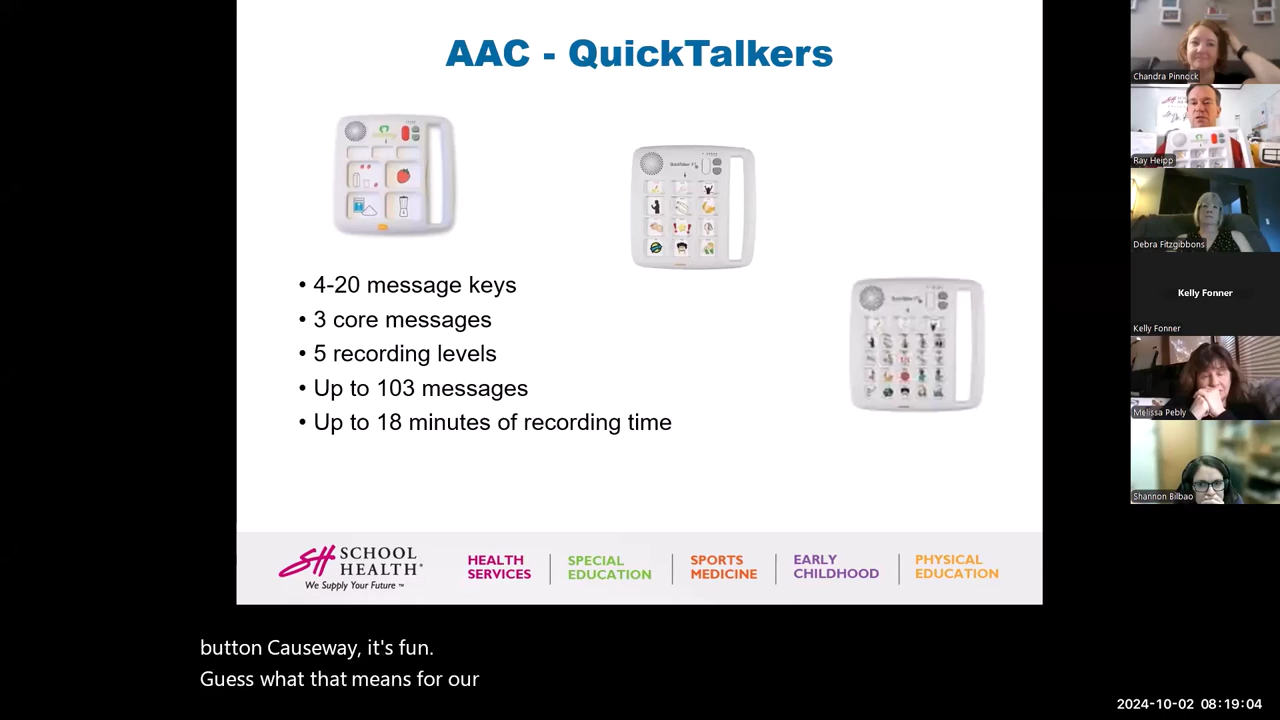 AAC - QuickTalkers
• 4-20 message keys
• 3 core messages
• 5 recording levels
• Up to 103 messages
• Up to 18 minutes of recording time
SH SCHOOL
HEALTH®
We Supply Your Future ™
HEALTH
SERVICES
SPECIAL
EDUCATION
SPORTS
MEDICINE
EARLY
CHILDHOOD
PHYSICAL
EDUCATION
Chandra Pinnock
Ray Heipp
Debra Fitzgibbons
Kelly Fonner
Kelly Fonner
Melissa Pebly
Shannon Bilbao
button Causeway, it's fun.
Guess what that means for our
2024-10-02 08:19:04